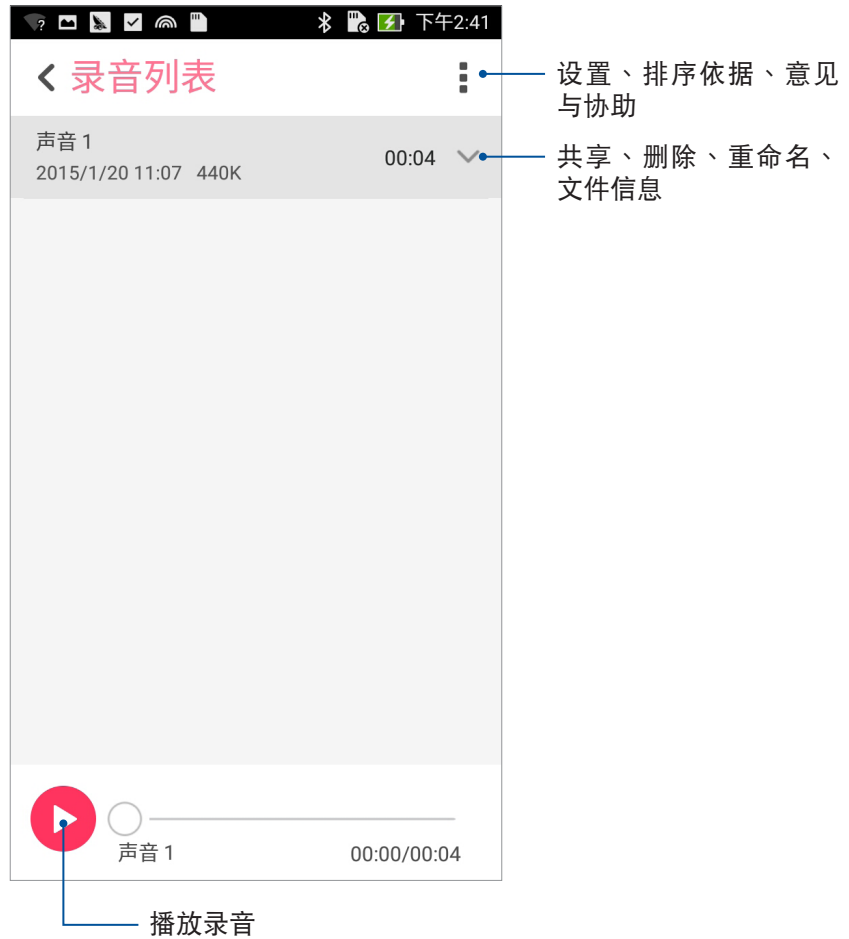 下午2:41
录音列表
设置、排序依据、意见
与协助
声音 1
2015/1/20 11:07 440K
00:04
共享、删除、重命名、
文件信息
声音 1
00:00/00:04
播放录音